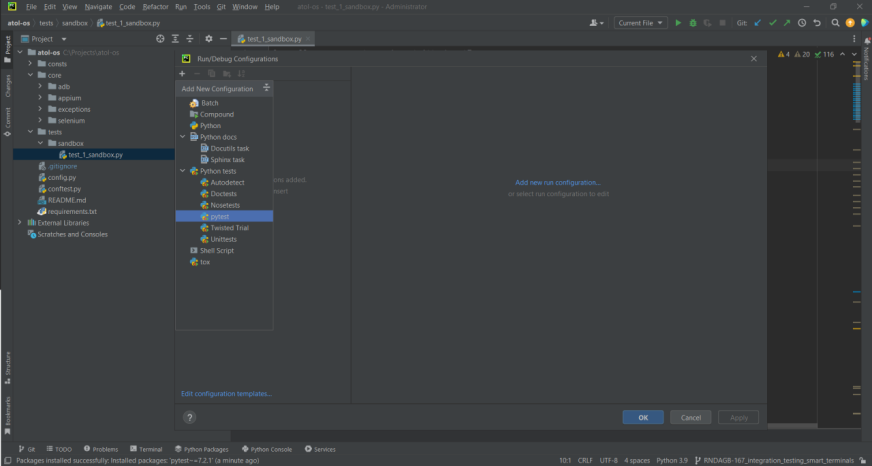 File Edit View Navigate Code Refactor Run Tools Git Window Help atol-os - test_1_sandbox.py - Administrator
atol-os tests sandbox test_1_sandbox.py Current File Git:
Project test_1_sandbox.py
Project
Changes
Commit
Structure
Bookmarks
Notifications
4 20 116
atol-os C:\Project\atol-os
consts
core
adb
appium
exceptions
selenium
tests
sandbox
test_1_sandbox.py
.gitignore
config.py
conftest.py
README.md
requirements.txt
External Libraries
Scratches and Consoles
Run/Debug Configurations
Add New Configuration
Batch
Compound
Python
Python docs
Docutils task
Sphinx task
Python tests
Autodetect
Doctests
Nosetests
pytest
Twisted Trial
Unittests
Shell Script
tox
ons added.
Add new run configuration...
or select run configuration to edit
Edit configuration templates...
? OK Cancel Apply
Git TODO Problems Terminal Python Packages Python Console Services
Packages installed successfully: Installed packages: 'pytest~=7.2.1' (a minute ago) 10:1 CRLF UTF-8 4 spaces Python 3.9 RNDAGB-167_integration_testing_smart_terminals